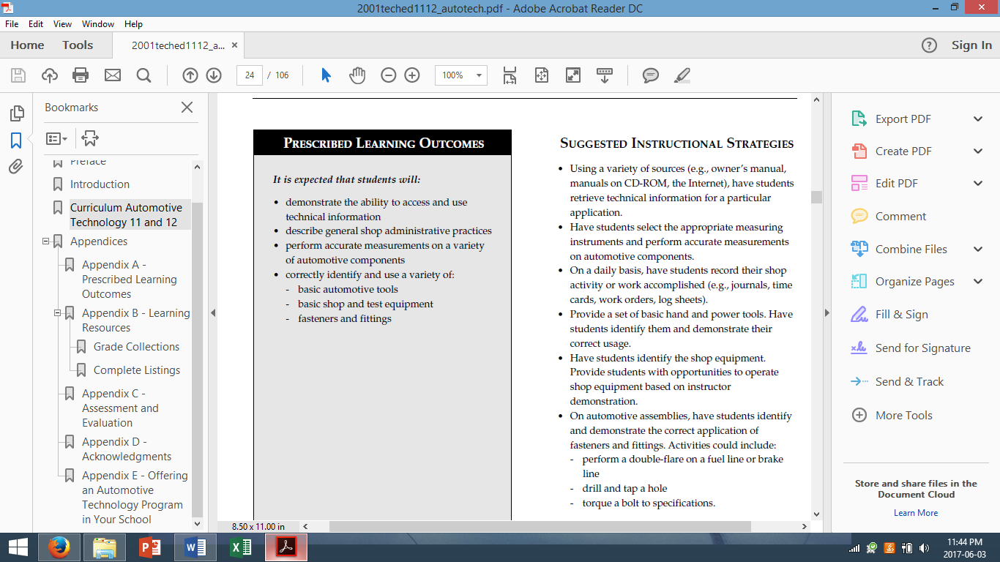 2001teched1112_autotech.pdf - Adobe Acrobat Reader DC
File Edit View Window Help
Home Tools 2001teched1112_a... ×
? Sign In
24 / 106 100%
Bookmarks
Preface
Introduction
Curriculum Automotive
Technology 11 and 12
Appendices
Appendix A -
Prescribed Learning
Outcomes
Appendix B - Learning
Resources
Grade Collections
Complete Listings
Appendix C -
Assessment and
Evaluation
Appendix D -
Acknowledgments
Appendix E - Offering
an Automotive
Technology Program
in Your School
PRESCRIBED LEARNING OUTCOMES
It is expected that students will:
• demonstrate the ability to access and use
technical information
• describe general shop administrative practices
• perform accurate measurements on a variety
of automotive components
• correctly identify and use a variety of:
- basic automotive tools
- basic shop and test equipment
- fasteners and fittings
SUGGESTED INSTRUCTIONAL STRATEGIES
• Using a variety of sources (e.g., owner’s manual,
manuals on CD-ROM, the Internet), have students
retrieve technical information for a particular
application.
• Have students select the appropriate measuring
instruments and perform accurate measurements
on automotive components.
• On a daily basis, have students record their shop
activity or work accomplished (e.g., journals, time
cards, work orders, log sheets).
• Provide a set of basic hand and power tools. Have
students identify them and demonstrate their
correct usage.
• Have students identify the shop equipment.
Provide students with opportunities to operate
shop equipment based on instructor
demonstration.
• On automotive assemblies, have students identify
and demonstrate the correct application of
fasteners and fittings. Activities could include:
- perform a double-flare on a fuel line or brake
line
- drill and tap a hole
- torque a bolt to specifications.
8.50 x 11.00 in
Export PDF
Create PDF
Edit PDF
Comment
Combine Files
Organize Pages
Fill & Sign
Send for Signature
Send & Track
More Tools
Store and share files in the
Document Cloud
Learn More
11:44 PM
2017-06-03